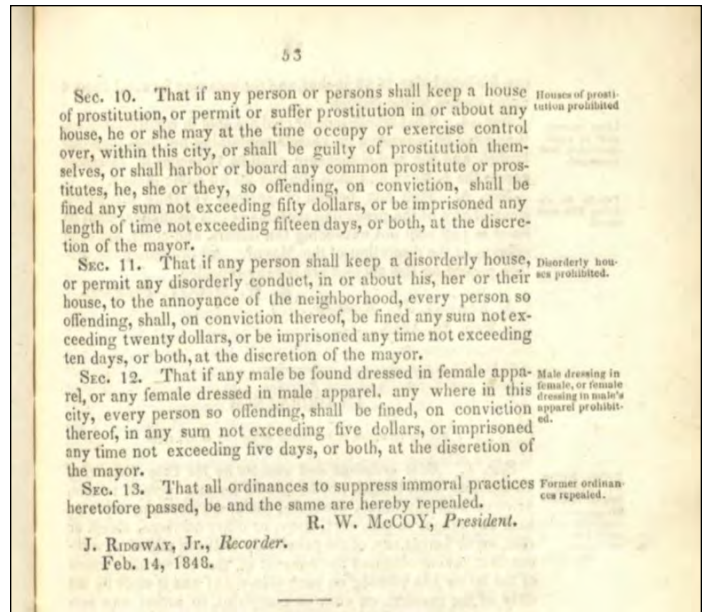 53
Sec. 10. That if any person or persons shall keep a house
of prostitution, or permit or suffer prostitution in or about any
house, he or she may at the time occupy or exercise control
over, within this city, or shall be guilty of prostitution them-
selves, or shall harbor or board any common prostitute or pros-
titutes, he, she or they, so offending, on conviction, shall be
fined any sum not exceeding fifty dollars, or be imprisoned any
length of time not exceeding fifteen days, or both, at the discre-
tion of the mayor.
Houses of prosti-
tution prohibited
Sec. 11. That if any person shall keep a disorderly house,
or permit any disorderly conduct, in or about his, her or their
house, to the annoyance of the neighborhood, every person so
offending, shall, on conviction thereof, be fined any sum not ex-
ceeding twenty dollars, or be imprisoned any time not exceeding
ten days, or both, at the discretion of the mayor.
Disorderly hou-
ses prohibited.
Sec. 12. That if any male be found dressed in female appa-
rel, or any female dressed in male apparel, any where in this
city, every person so offending, shall be fined, on conviction
thereof, in any sum not exceeding five dollars, or imprisoned
any time not exceeding five days, or both, at the discretion of
the mayor.
Male dressing in
female, or female
dressing in male's
apparel prohibit-
ed.
Sec. 13. That all ordinances to suppress immoral practices
heretofore passed, be and the same are hereby repealed.
Former ordinan-
ces repealed.
R. W. McCOY, President.
J. Ridgway, Jr., Recorder.
Feb. 14, 1848.